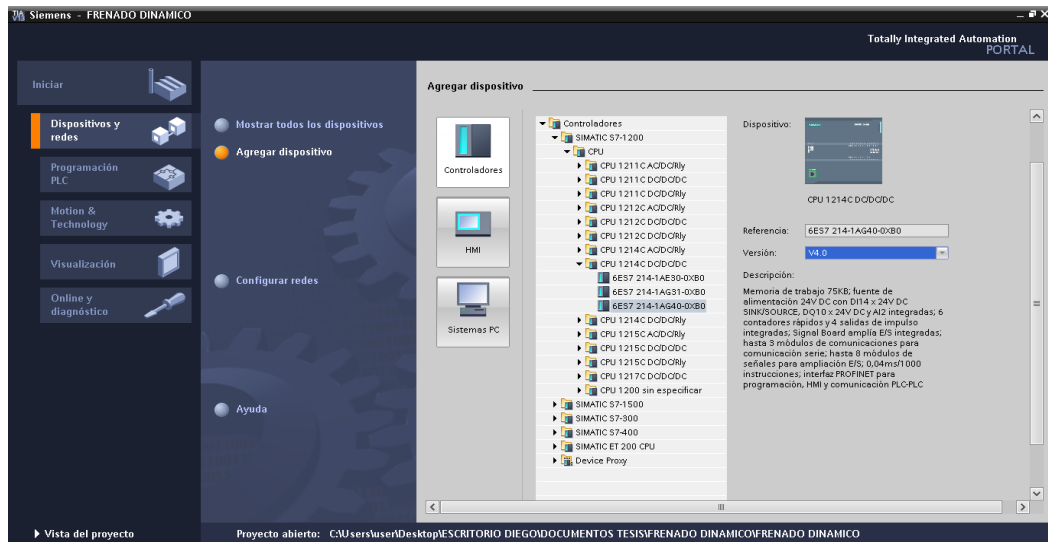 Siemens - FRENADO DINAMICO
Totally Integrated Automation
PORTAL
Iniciar
Dispositivos y
redes
Programación
PLC
Motion &
Technology
Visualización
Online y
diagnóstico
Mostrar todos los dispositivos
Agregar dispositivo
Configurar redes
Ayuda
Agregar dispositivo
Controladores
HMI
Sistemas PC
Controladores
SIMATIC S7-1200
CPU
CPU 1211C AC/DC/Rly
CPU 1211C DC/DC/DC
CPU 1211C DC/DC/Rly
CPU 1212C AC/DC/Rly
CPU 1212C DC/DC/DC
CPU 1212C DC/DC/Rly
CPU 1214C AC/DC/Rly
CPU 1214C DC/DC/DC
6ES7 214-1AE30-0XB0
6ES7 214-1AG31-0XB0
6ES7 214-1AG40-0XB0
CPU 1214C DC/DC/Rly
CPU 1215C AC/DC/Rly
CPU 1215C DC/DC/DC
CPU 1215C DC/DC/Rly
CPU 1217C DC/DC/DC
CPU 1200 sin especificar
SIMATIC S7-1500
SIMATIC S7-300
SIMATIC S7-400
SIMATIC ET 200 CPU
Device Proxy
Dispositivo:
CPU 1214C DC/DC/DC
Referencia: 6ES7 214-1AG40-0XB0
Versión: V4.0
Descripción:
Memoria de trabajo 75KB; fuente de
alimentación 24V DC con DI14 x 24V DC
SINK/SOURCE, DQ10 x 24V DC y AI2 integradas; 6
contadores rápidos y 4 salidas de impulso
integradas; Signal Board amplía E/S integradas;
hasta 3 módulos de comunicaciones para
comunicación serie; hasta 8 módulos de
señales para ampliación E/S; 0,04ms/1000
instrucciones; interfaz PROFINET para
programación, HMI y comunicación PLC-PLC
Vista del proyecto
Proyecto abierto: C:\Users\user\Desktop\ESCRITORIO DIEGO\DOCUMENTOS TESIS\FRENADO DINAMICO\FRENADO DINAMICO